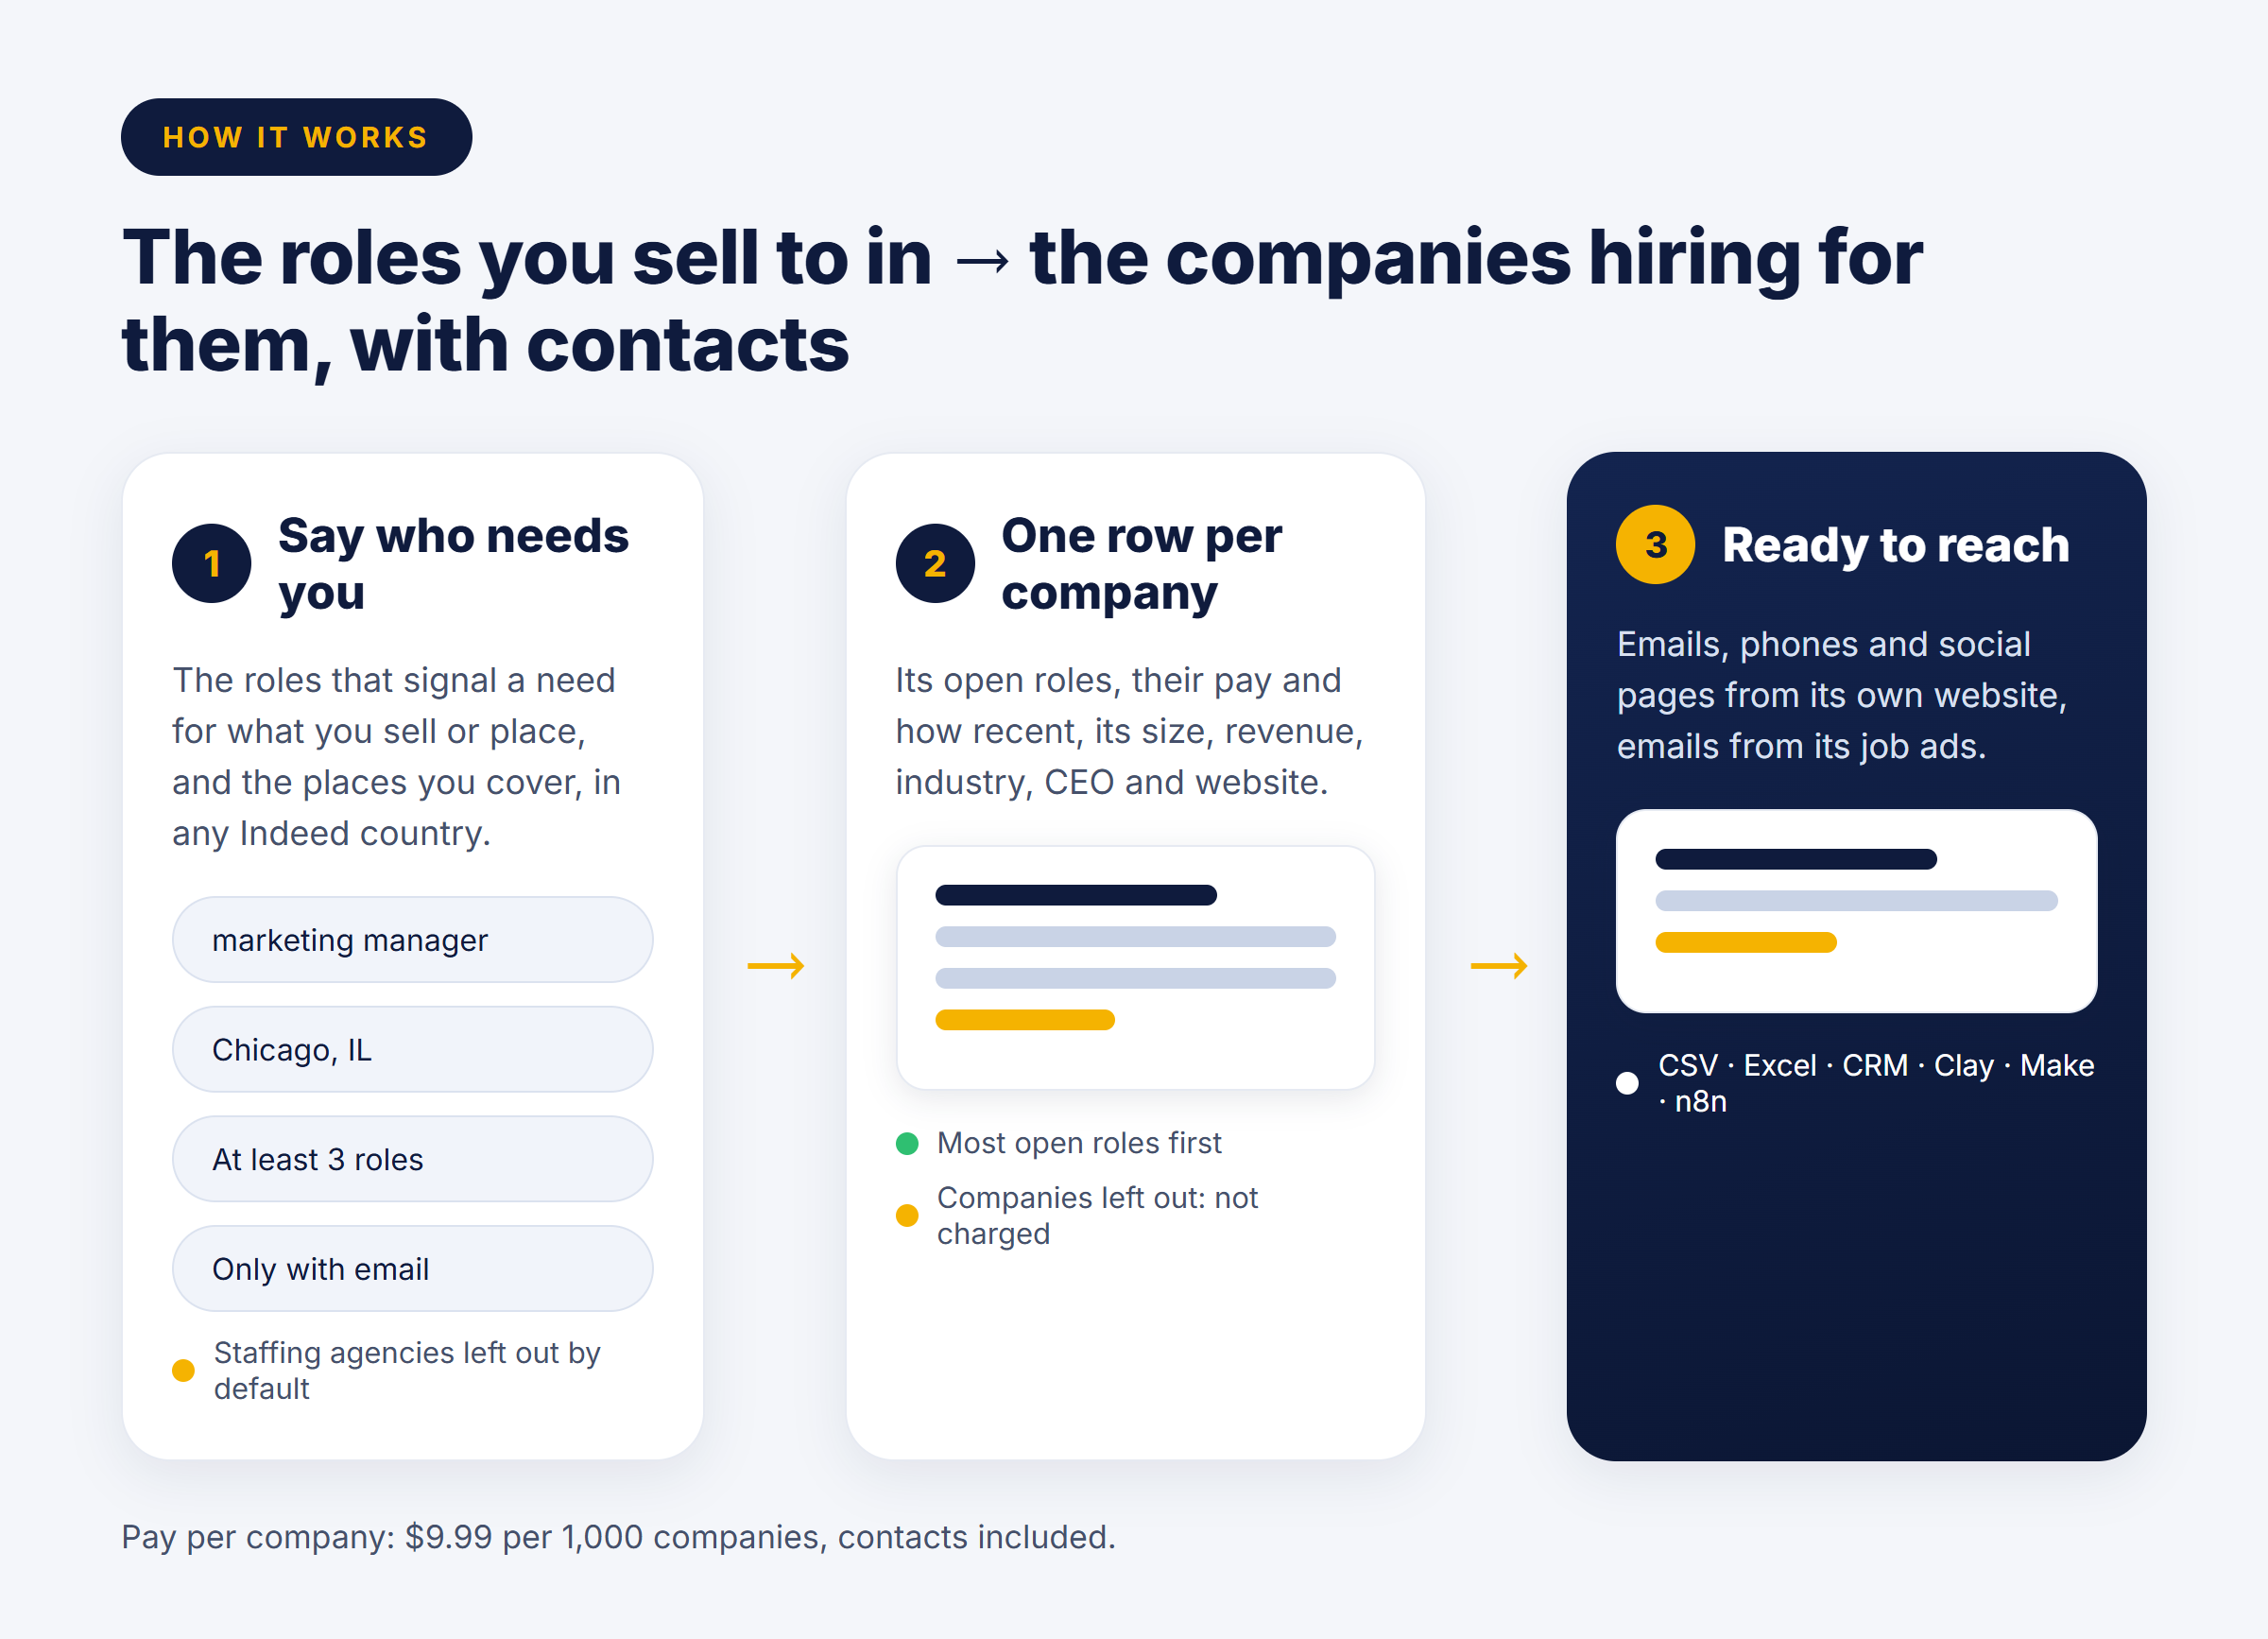 HOW IT WORKS
The roles you sell to in → the companies hiring for
them, with contacts
1
Say who needs
you
The roles that signal a need
for what you sell or place,
and the places you cover, in
any Indeed country.
marketing manager
Chicago, IL
At least 3 roles
Only with email
Staffing agencies left out by
default
→
2
One row per
company
Its open roles, their pay and
how recent, its size, revenue,
industry, CEO and website.
Most open roles first
Companies left out: not
charged
→
3
Ready to reach
Emails, phones and social
pages from its own website,
emails from its job ads.
CSV · Excel · CRM · Clay · Make
· n8n
Pay per company: $9.99 per 1,000 companies, contacts included.